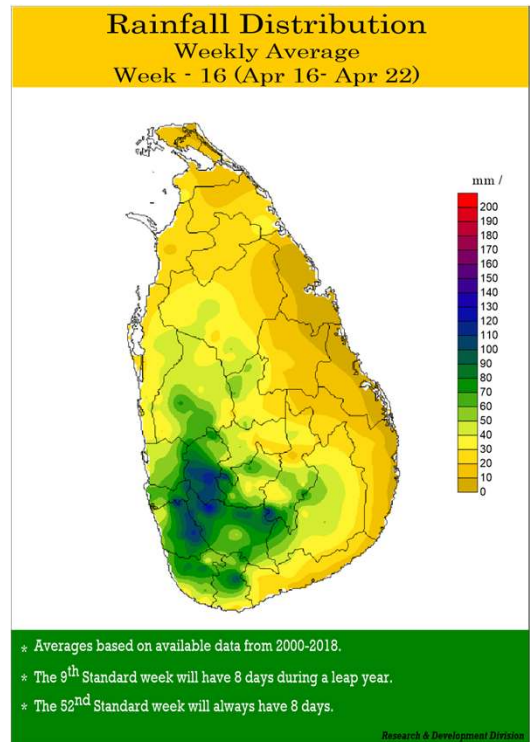 Rainfall Distribution
Weekly Average
Week - 16 (Apr 16- Apr 22)
mm /
200
190
180
170
160
150
140
130
120
110
100
90
80
70
60
50
40
30
20
10
0
* Averages based on available data from 2000-2018.
* The 9th Standard week will have 8 days during a leap year.
* The 52nd Standard week will always have 8 days.
Research & Development Division